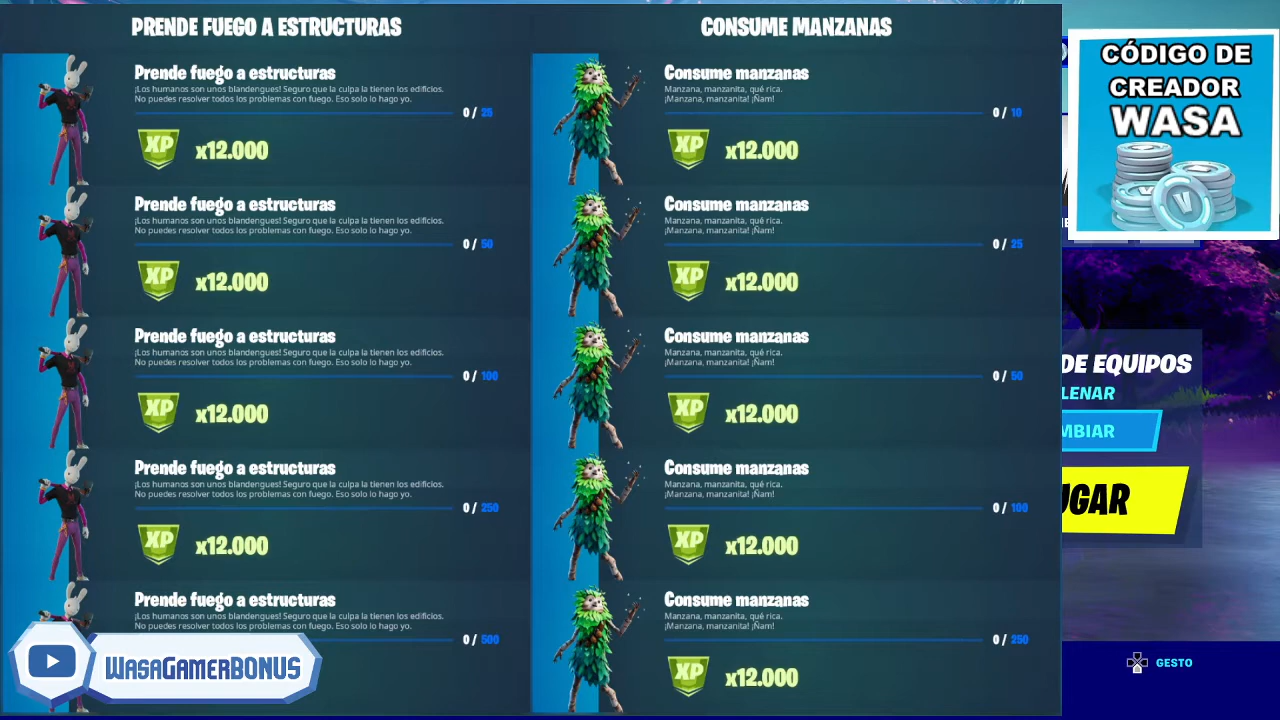 PRENDE FUEGO A ESTRUCTURAS
Prende fuego a estructuras
¡Los humanos son unos blandengues! Seguro que la culpa la tienen los edificios.
No puedes resolver todos los problemas con fuego. Eso solo lo hago yo.
0 / 25
XP x12.000
Prende fuego a estructuras
¡Los humanos son unos blandengues! Seguro que la culpa la tienen los edificios.
No puedes resolver todos los problemas con fuego. Eso solo lo hago yo.
0 / 50
XP x12.000
Prende fuego a estructuras
¡Los humanos son unos blandengues! Seguro que la culpa la tienen los edificios.
No puedes resolver todos los problemas con fuego. Eso solo lo hago yo.
0 / 100
XP x12.000
Prende fuego a estructuras
¡Los humanos son unos blandengues! Seguro que la culpa la tienen los edificios.
No puedes resolver todos los problemas con fuego. Eso solo lo hago yo.
0 / 250
XP x12.000
Prende fuego a estructuras
¡Los humanos son unos blandengues! Seguro que la culpa la tienen los edificios.
No puedes resolver todos los problemas con fuego. Eso solo lo hago yo.
0 / 500
WASAGAMERBONUS
CONSUME MANZANAS
Consume manzanas
Manzana, manzanita, qué rica.
¡Manzana, manzanita! ¡Ñam!
0 / 10
XP x12.000
Consume manzanas
Manzana, manzanita, qué rica.
¡Manzana, manzanita! ¡Ñam!
0 / 25
XP x12.000
Consume manzanas
Manzana, manzanita, qué rica.
¡Manzana, manzanita! ¡Ñam!
0 / 50
XP x12.000
Consume manzanas
Manzana, manzanita, qué rica.
¡Manzana, manzanita! ¡Ñam!
0 / 100
XP x12.000
Consume manzanas
Manzana, manzanita, qué rica.
¡Manzana, manzanita! ¡Ñam!
0 / 250
XP x12.000
CÓDIGO DE
CREADOR
WASA
DE EQUIPOS
LENAR
MBIAR
UGAR
GESTO